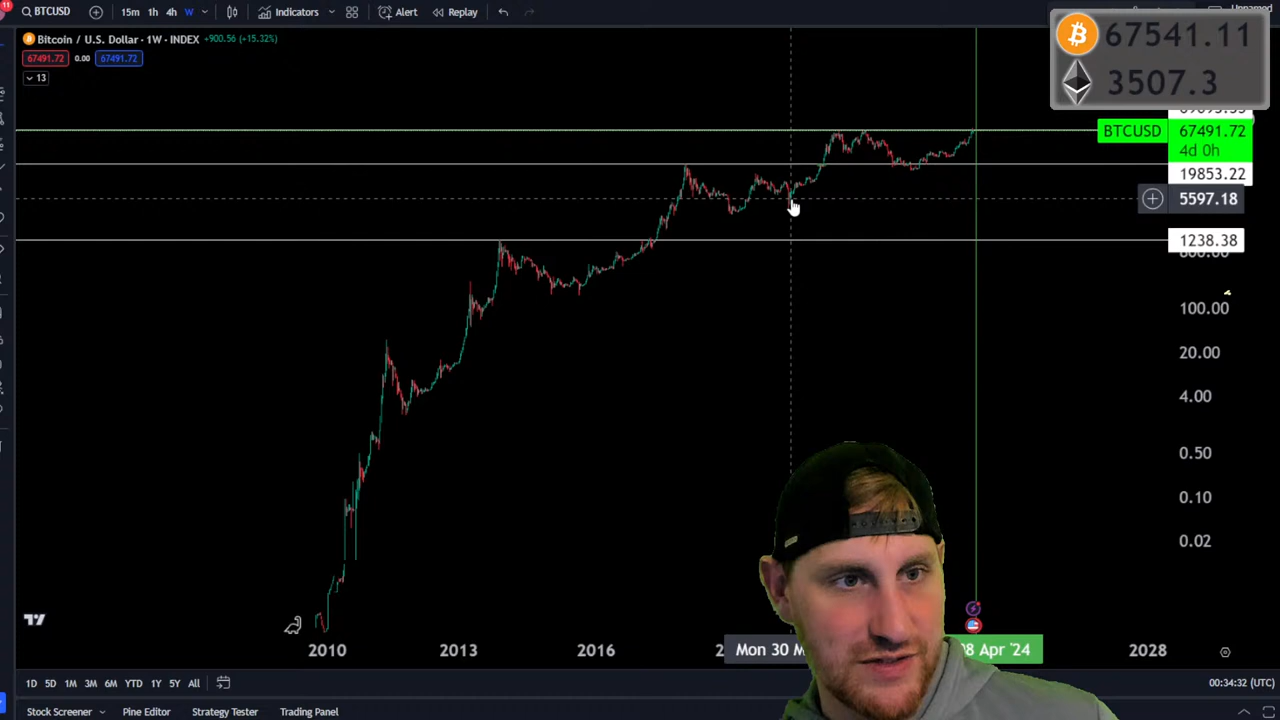 BTCUSD 15m 1h 4h W Indicators Alert Replay Unnamed
Bitcoin / U.S. Dollar · 1W · INDEX +900.56 (+15.32%)
67491.72 0.00 67491.72
13
67541.11
3507.3
BTCUSD 67491.72
4d 0h
19853.22
5597.18
1238.38
100.00
20.00
4.00
0.50
0.10
0.02
2010 2013 2016 Mon 30 08 Apr '24 2028
1D 5D 1M 3M 6M YTD 1Y 5Y All 00:34:32 (UTC)
Stock Screener Pine Editor Strategy Tester Trading Panel